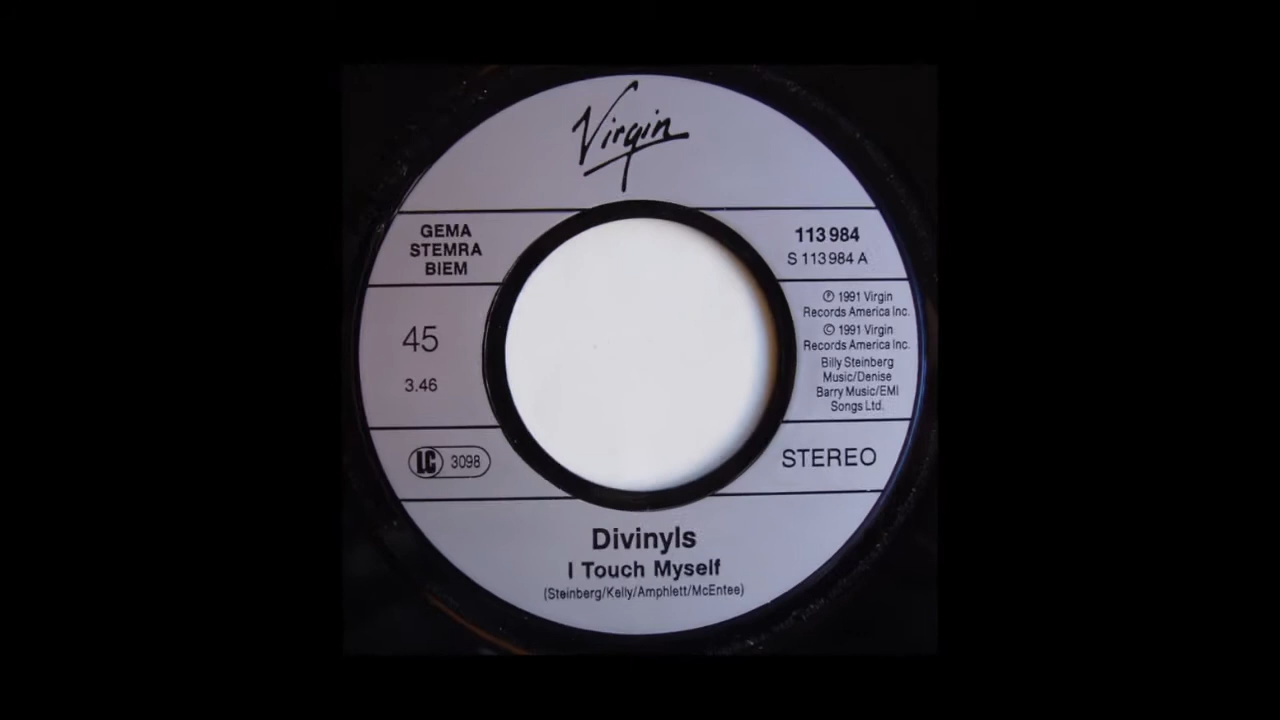 Virgin
GEMA
STEMRA
BIEM
113 984
S 113 984 A
45
3.46
℗ 1991 Virgin
Records America Inc.
© 1991 Virgin
Records America Inc.
Billy Steinberg
Music/Denise
Barry Music/EMI
Songs Ltd.
LC 3098
STEREO
Divinyls
I Touch Myself
(Steinberg/Kelly/Amphlett/McEntee)